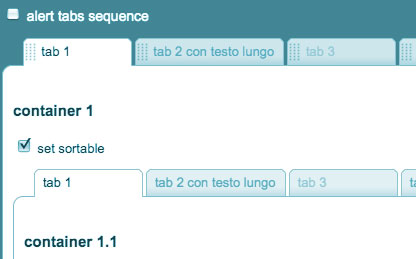 alert tabs sequence
tab 1 tab 2 con testo lungo tab 3
container 1
set sortable
tab 1 tab 2 con testo lungo tab 3
container 1.1